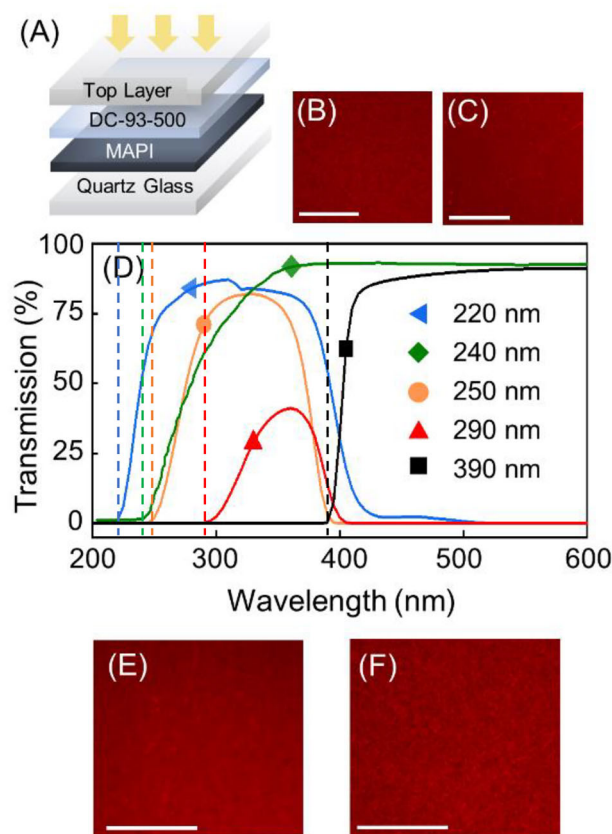 (A)
Top Layer
DC-93-500
MAPI
Quartz Glass
(B)
(C)
(D)
Transmission (%)
100
75
50
25
0
220 nm
240 nm
250 nm
290 nm
390 nm
200
300
400
500
600
Wavelength (nm)
(E)
(F)